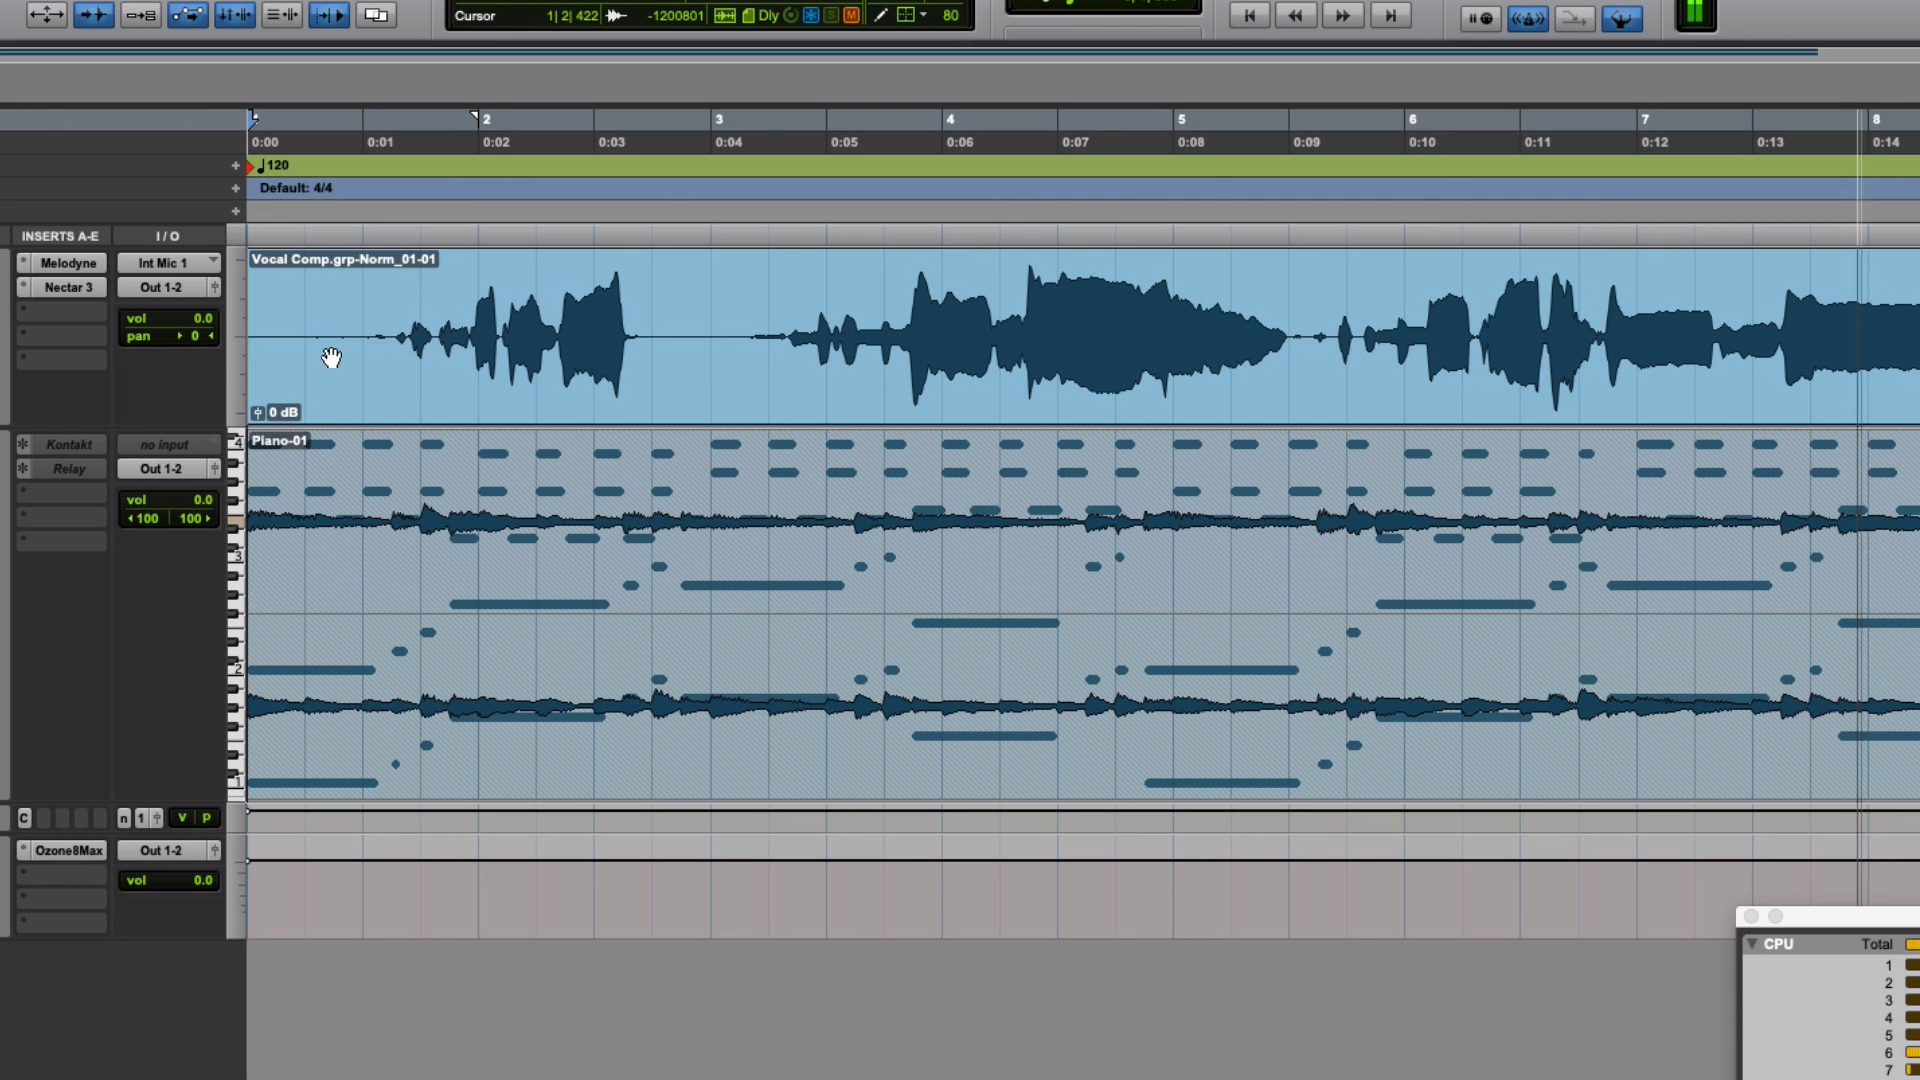 Cursor 1| 2| 422 -1200801 Dly S M 80
2 3 4 5 6 7 8
0:00 0:01 0:02 0:03 0:04 0:05 0:06 0:07 0:08 0:09 0:10 0:11 0:12 0:13 0:14
120
Default: 4/4
INSERTS A-E I / O
Vocal Comp.grp-Norm_01-01
Melodyne Int Mic 1
Nectar 3 Out 1-2
vol 0.0
pan 0
0 dB
Kontakt no input 4 Piano-01
Relay Out 1-2
vol 0.0
100 100
3
2
1
C n 1 v p
Ozone8Max Out 1-2
vol 0.0
CPU Total
1
2
3
4
5
6
7